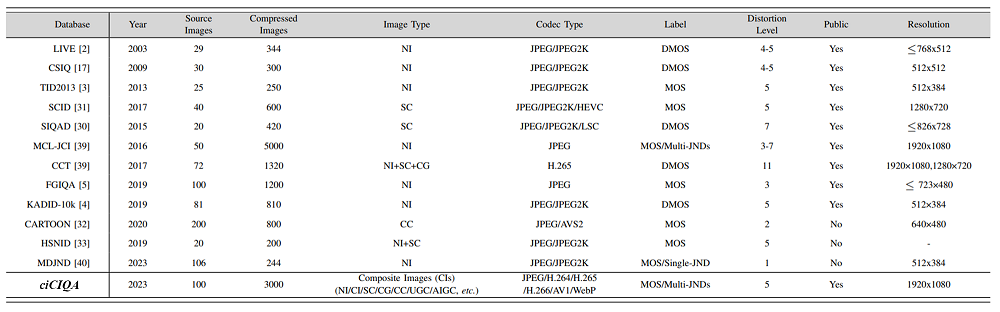 Database Year Source Images Compressed Images Image Type Codec Type Label Distortion Level Public Resolution
LIVE [2] 2003 29 344 NI JPEG/JPEG2K DMOS 4-5 Yes ≤768x512
CSIQ [17] 2009 30 300 NI JPEG/JPEG2K DMOS 4-5 Yes 512x512
TID2013 [3] 2013 25 250 NI JPEG/JPEG2K MOS 5 Yes 512x384
SCID [31] 2017 40 600 SC JPEG/JPEG2K/HEVC MOS 5 Yes 1280x720
SIQAD [30] 2015 20 420 SC JPEG/JPEG2K/LSC DMOS 7 Yes ≤826x728
MCL-JCI [39] 2016 50 5000 NI JPEG MOS/Multi-JNDs 3-7 Yes 1920x1080
CCT [39] 2017 72 1320 NI+SC+CG H.265 DMOS 11 Yes 1920×1080,1280×720
FGIQA [5] 2019 100 1200 NI JPEG MOS 3 Yes ≤ 723×480
KADID-10k [4] 2019 81 810 NI JPEG/JPEG2K DMOS 5 Yes 512×384
CARTOON [32] 2020 200 800 CC JPEG/AVS2 MOS 2 No 640×480
HSNID [33] 2019 20 200 NI+SC JPEG/JPEG2K MOS 5 No -
MDJND [40] 2023 106 244 NI JPEG/JPEG2K MOS/Single-JND 1 No 512x384
ciCIQA 2023 100 3000 Composite Images (CIs) (NI/CI/SC/CG/CC/UGC/AIGC, etc.) JPEG/H.264/H.265 /H.266/AV1/WebP MOS/Multi-JNDs 5 Yes 1920x1080